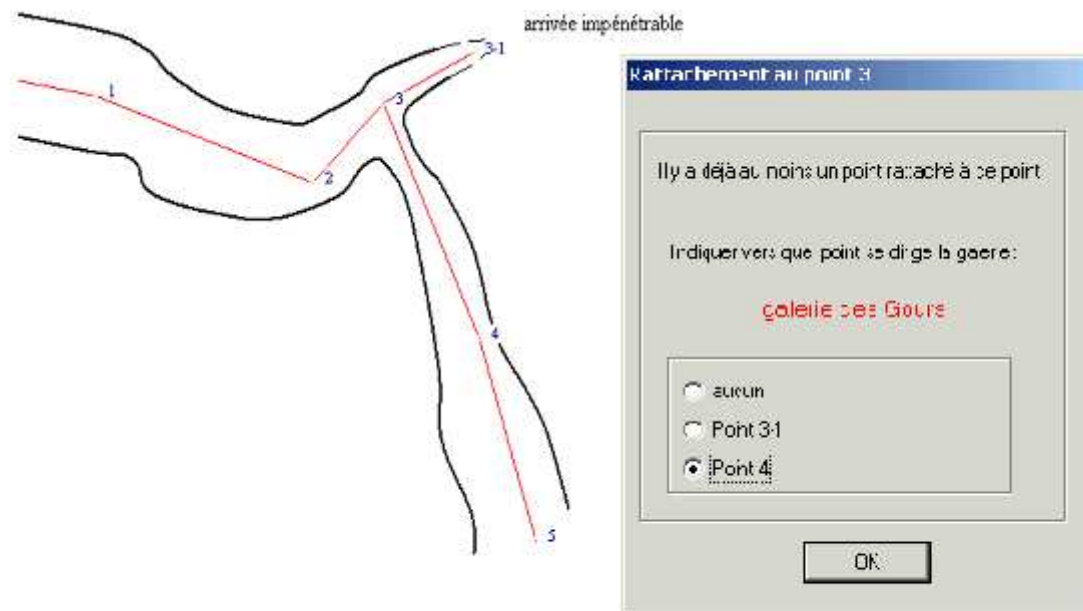 arrivée impénétrable
3-1
1
3
2
4
5
Rattachement au point 3
Il y a déjà au moins un point rattaché à ce point
Indiquer vers quel point se dirige la galerie :
galerie des Gours
aucun
Point 3-1
Point 4
OK